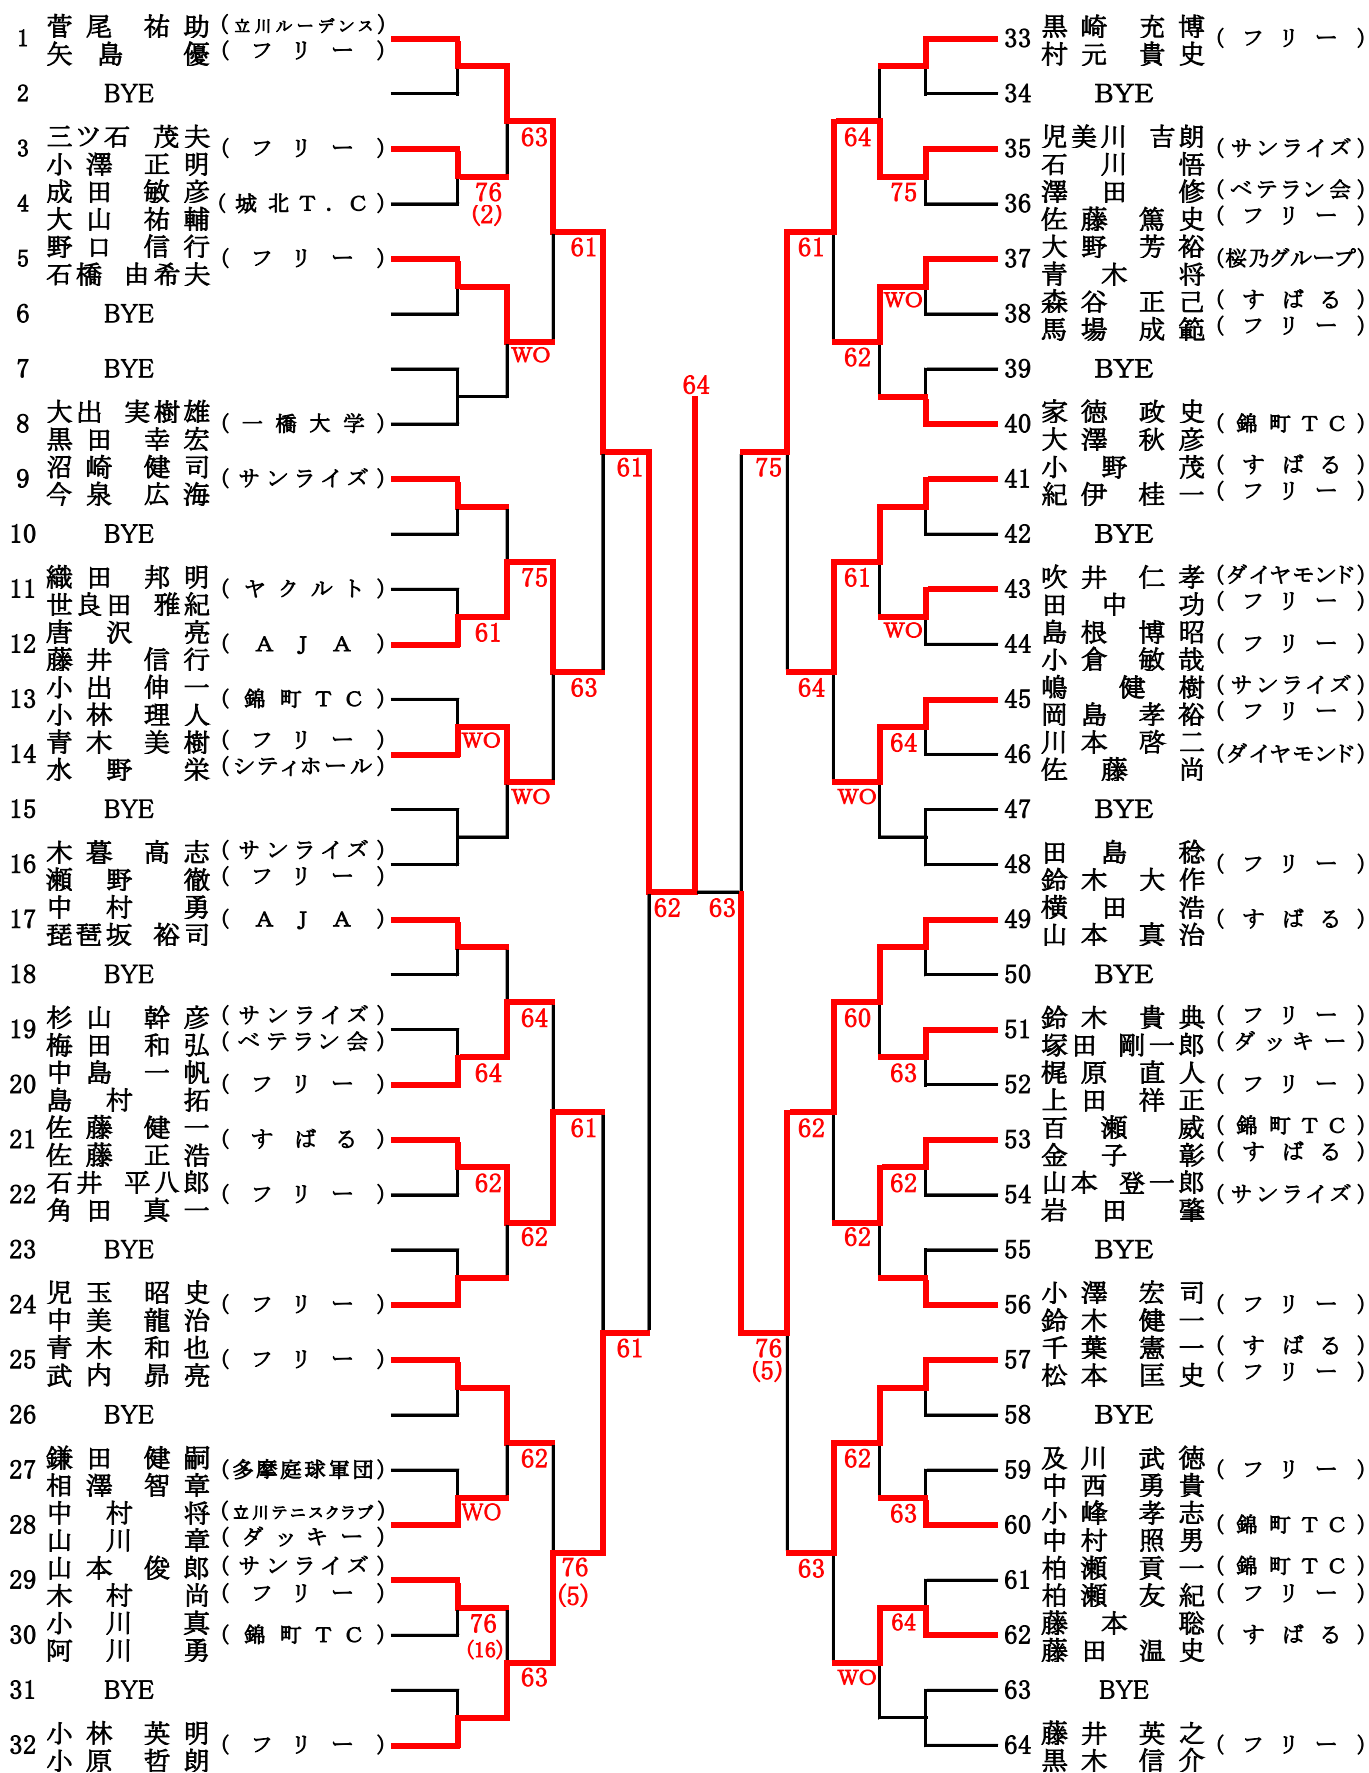 1 菅尾 祐助 (立川ルーデンス)
矢島 優 (フリー)
2 BYE
3 三ツ石 茂夫 (フリー)
小澤 正明
4 成田 敏彦 (城北T.C)
大山 祐輔
5 野口 信行 (フリー)
石橋 由希夫
6 BYE
7 BYE
8 大出 実樹雄 (一橋大学)
黒田 幸宏
9 沼崎 健司 (サンライズ)
今泉 広海
10 BYE
11 織田 邦明 (ヤクルト)
世良田 雅紀
12 唐沢 亮 (AJA)
藤井 信行
13 小出 伸一 (錦町TC)
小林 理人
14 青木 美樹 (フリー)
水野 栄 (シティホール)
15 BYE
16 木暮 高志 (サンライズ)
瀬野 徹 (フリー)
17 中村 勇 (AJA)
琵琶坂 裕司
18 BYE
19 杉山 幹彦 (サンライズ)
梅田 和弘 (ベテラン会)
20 中島 一帆 (フリー)
島村 拓
21 佐藤 健一 (すばる)
佐藤 正浩
22 石井 平八郎 (フリー)
角田 真一
23 BYE
24 児玉 昭史 (フリー)
中美 龍治
25 青木 和也 (フリー)
武内 昴亮
26 BYE
27 鎌田 健嗣 (多摩庭球軍団)
相澤 智章
28 中村 将 (立川テニスクラブ)
山川 章 (ダッキー)
29 山本 俊郎 (サンライズ)
木村 尚 (フリー)
30 小川 真 (錦町TC)
阿川 勇
31 BYE
32 小林 英明 (フリー)
小原 哲朗
76
(2)
61
WO
64
62
WO
76
(16)
63
WO
75
WO
64
62
62
63
61
63
61
76
(5)
61
61
62
64
63
75
76
(5)
61
64
62
63
64
62
61
WO
60
62
62
WO
75
WO
WO
64
63
62
63
64
33 黒崎 充博 (フリー)
村元 貴史
34 BYE
35 児美川 吉朗 (サンライズ)
石川 悟
36 澤田 修 (ベテラン会)
佐藤 篤史 (フリー)
37 大野 芳裕 (桜乃グループ)
青木 将
38 森谷 正己 (すばる)
馬場 成範 (フリー)
39 BYE
40 家徳 政史 (錦町TC)
大澤 秋彦
41 小野 茂 (すばる)
紀伊 桂一 (フリー)
42 BYE
43 吹井 仁孝 (ダイヤモンド)
田中 功 (フリー)
44 島根 博昭 (フリー)
小倉 敏哉
45 嶋 健樹 (サンライズ)
岡島 孝裕 (フリー)
46 川本 啓二 (ダイヤモンド)
佐藤 尚
47 BYE
48 田島 稔 (フリー)
鈴木 大作
49 横田 浩 (すばる)
山本 真治
50 BYE
51 鈴木 貴典 (フリー)
塚田 剛一郎 (ダッキー)
52 梶原 直人 (フリー)
上田 祥正
53 百瀬 威 (錦町TC)
金子 彰 (すばる)
54 山本 登一郎 (サンライズ)
岩田 肇
55 BYE
56 小澤 宏司 (フリー)
鈴木 健一
57 千葉 憲一 (すばる)
松本 匡史 (フリー)
58 BYE
59 及川 武徳 (フリー)
中西 勇貴
60 小峰 孝志 (錦町TC)
中村 照男
61 柏瀬 貢一 (錦町TC)
柏瀬 友紀 (フリー)
62 藤本 聡 (すばる)
藤田 温史
63 BYE
64 藤井 英之 (フリー)
黒木 信介